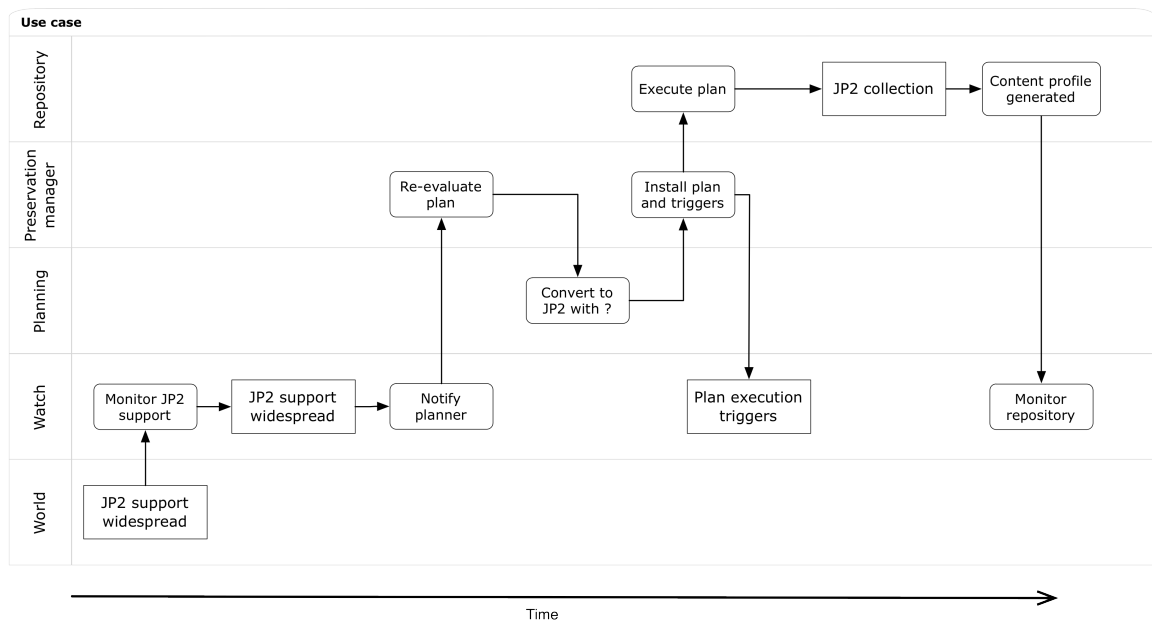 Use case
Repository
Execute plan
JP2 collection
Content profile
generated
Preservation
manager
Re-evaluate
plan
Install plan
and triggers
Planning
Convert to
JP2 with ?
Watch
Monitor JP2
support
JP2 support
widespread
Notify
planner
Plan execution
triggers
Monitor
repository
World
JP2 support
widespread
Time